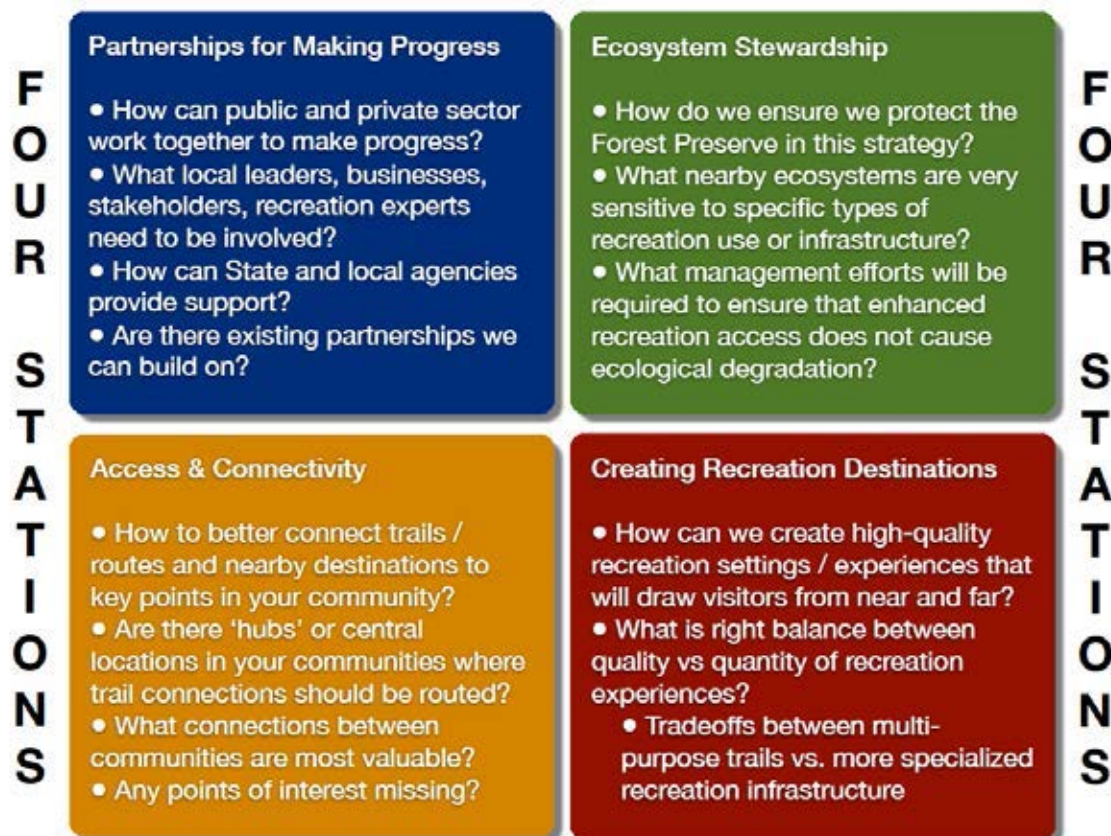 FOUR STATIONS
Partnerships for Making Progress
• How can public and private sector
work together to make progress?
• What local leaders, businesses,
stakeholders, recreation experts
need to be involved?
• How can State and local agencies
provide support?
• Are there existing partnerships we
can build on?
Ecosystem Stewardship
• How do we ensure we protect the
Forest Preserve in this strategy?
• What nearby ecosystems are very
sensitive to specific types of
recreation use or infrastructure?
• What management efforts will be
required to ensure that enhanced
recreation access does not cause
ecological degradation?
Access & Connectivity
• How to better connect trails /
routes and nearby destinations to
key points in your community?
• Are there ‘hubs’ or central
locations in your communities where
trail connections should be routed?
• What connections between
communities are most valuable?
• Any points of interest missing?
Creating Recreation Destinations
• How can we create high-quality
recreation settings / experiences that
will draw visitors from near and far?
• What is right balance between
quality vs quantity of recreation
experiences?
• Tradeoffs between multi-
purpose trails vs. more specialized
recreation infrastructure
FOUR STATIONS